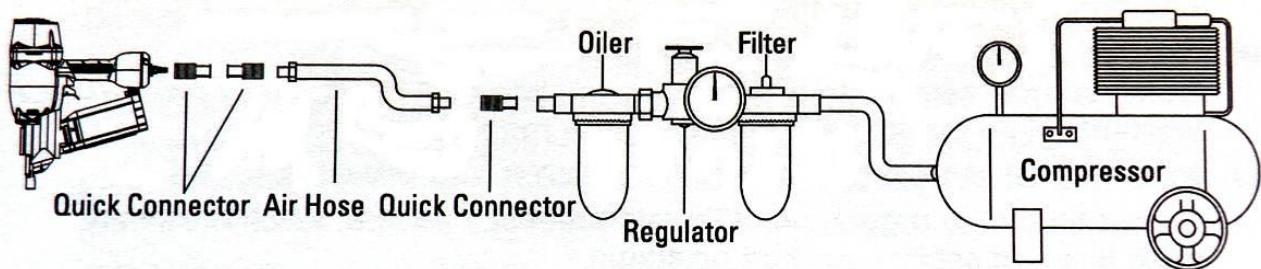 Oiler
Filter
Compressor
Quick Connector
Air Hose
Quick Connector
Regulator